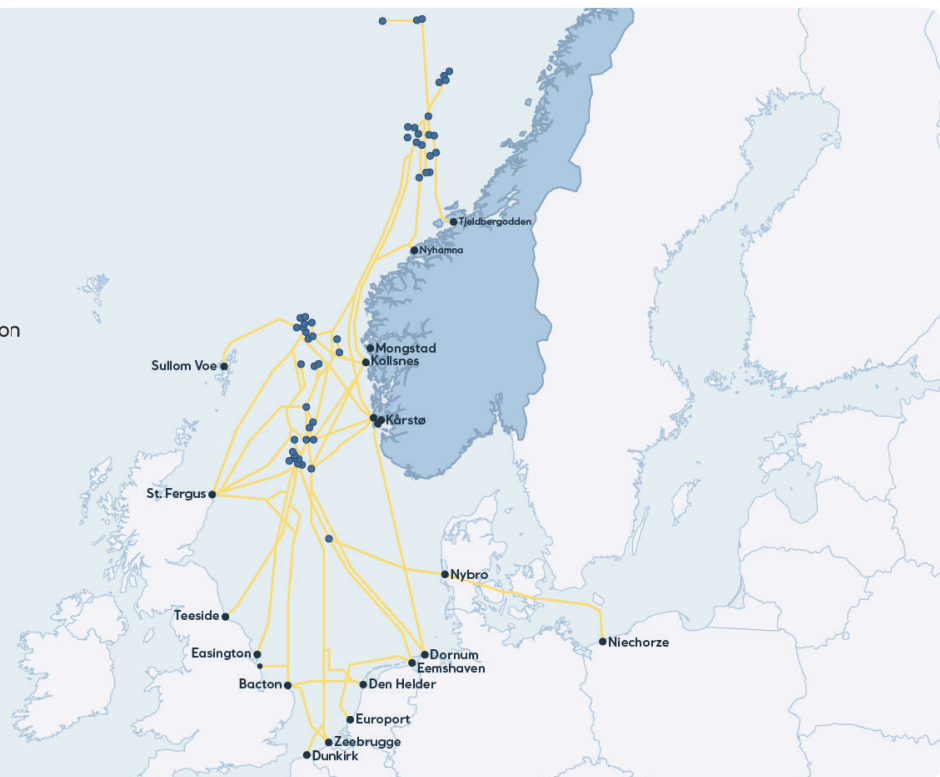 Tjeldbergodden
Nyhamna
on
Mongstad
Kollsnes
Sullom Voe
Kårstø
St. Fergus
Nybro
Teeside
Niechorze
Easington
Dornum
Eemshaven
Bacton
Den Helder
Europort
Zeebrugge
Dunkirk